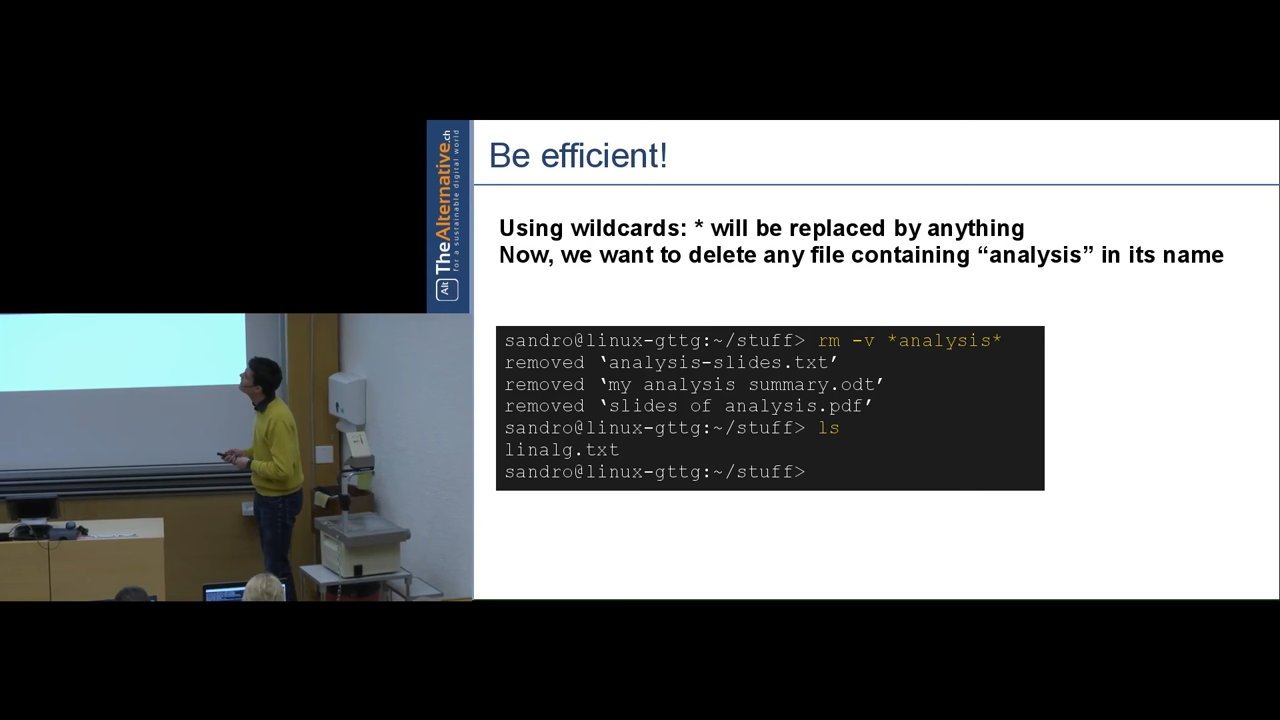 Be efficient!
Using wildcards: * will be replaced by anything
Now, we want to delete any file containing “analysis” in its name
sandro@linux-gttg:~/stuff> rm -v *analysis*
removed ‘analysis-slides.txt’
removed ‘my analysis summary.odt’
removed ‘slides of analysis.pdf’
sandro@linux-gttg:~/stuff> ls
linalg.txt
sandro@linux-gttg:~/stuff>
Alt TheAlternative.ch
for a sustainable digital world